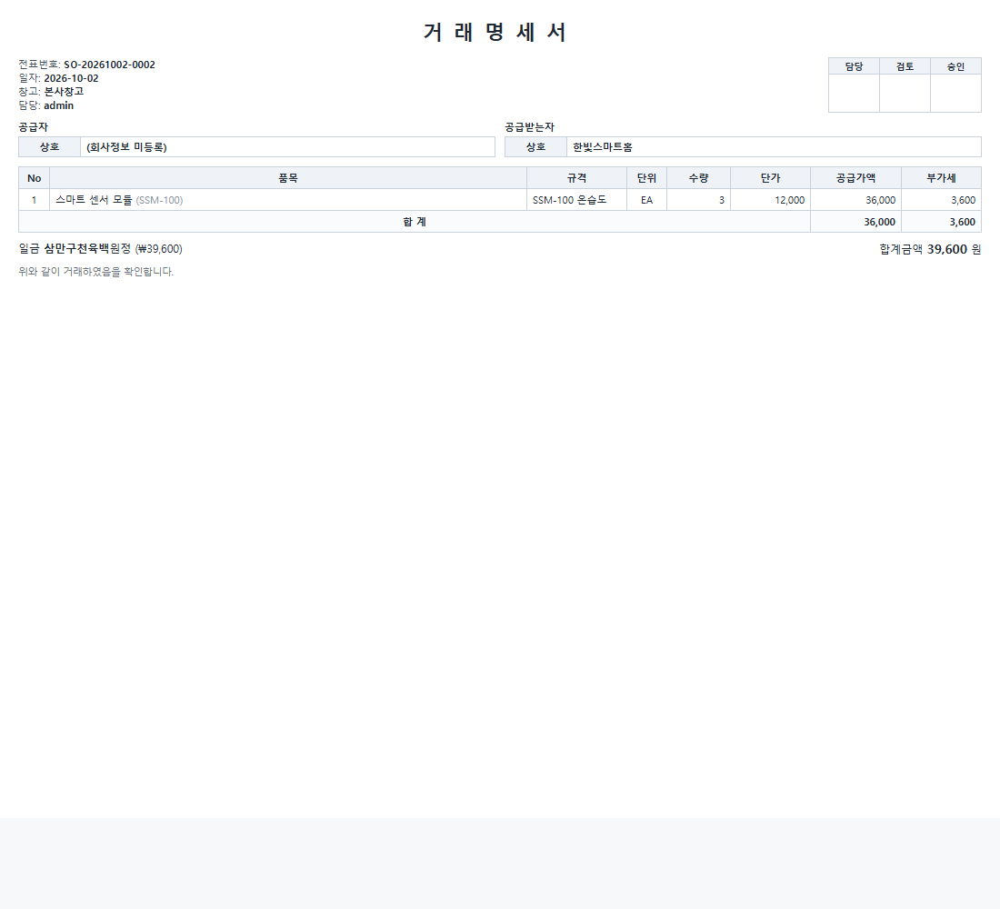 거 래 명 세 서
전표번호: SO-20261002-0002
일자: 2026-10-02
창고: 본사창고
담당: admin
담당 검토 승인
공급자
상호 (회사정보 미등록)
공급받는자
상호 한빛스마트홈
No 품목 규격 단위 수량 단가 공급가액 부가세
1 스마트 센서 모듈 (SSM-100) SSM-100 온습도 EA 3 12,000 36,000 3,600
합 계 36,000 3,600
일금 삼만구천육백원정 (₩39,600) 합계금액 39,600 원
위와 같이 거래하였음을 확인합니다.